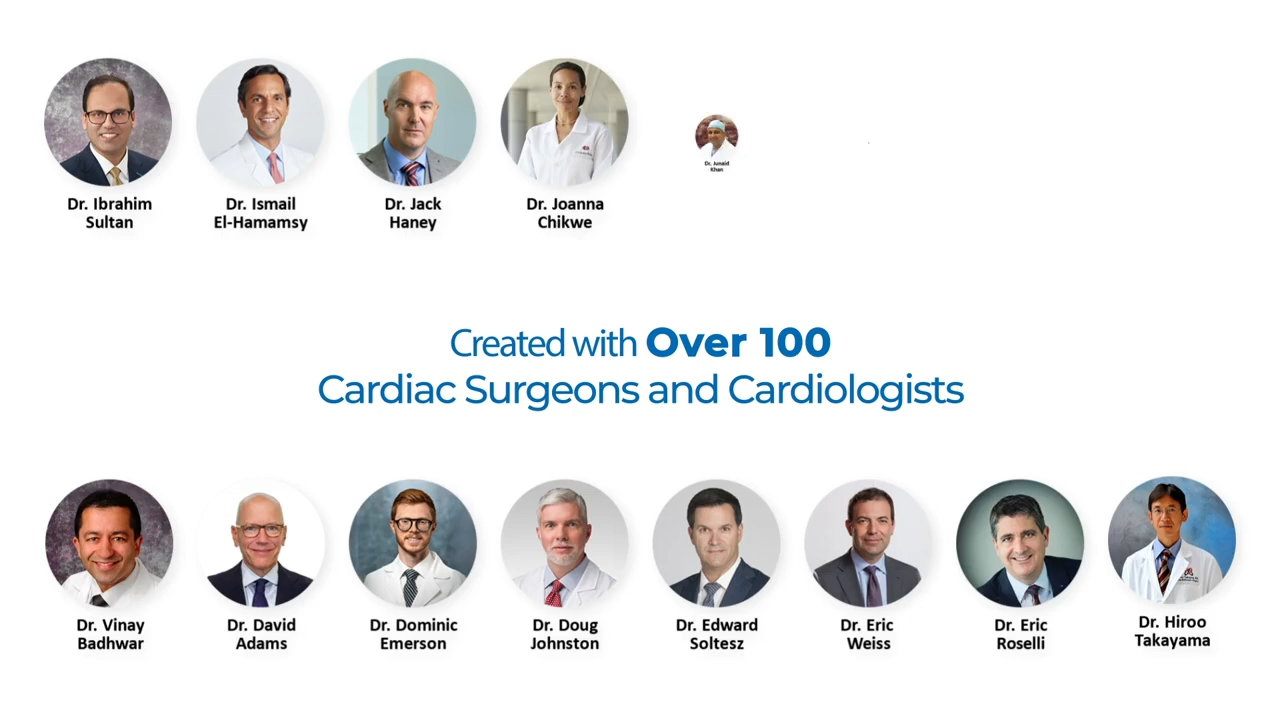 Dr. Ibrahim
Sultan
Dr. Ismail
El-Hamamsy
Dr. Jack
Haney
Dr. Joanna
Chikwe
Dr. Junaid
Khan
Created with Over 100
Cardiac Surgeons and Cardiologists
Dr. Vinay
Badhwar
Dr. David
Adams
Dr. Dominic
Emerson
Dr. Doug
Johnston
Dr. Edward
Soltesz
Dr. Eric
Weiss
Dr. Eric
Roselli
Dr. Hiroo
Takayama